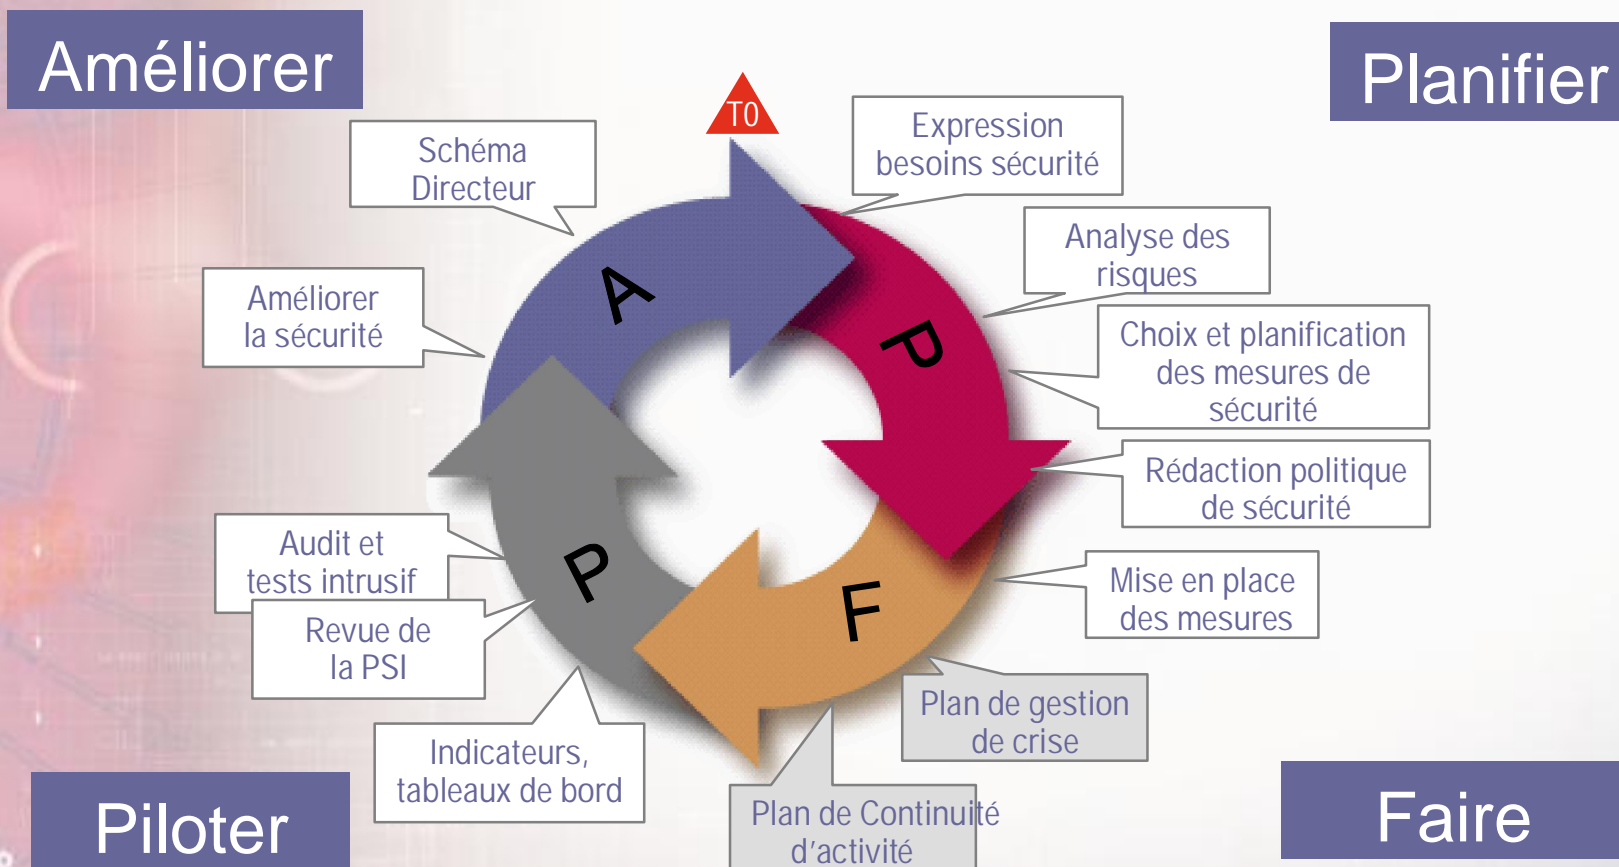 Améliorer
Planifier
T0
Expression
besoins sécurité
Schéma
Directeur
Analyse des
risques
Améliorer
la sécurité
A
P
Choix et planification
des mesures de
sécurité
Rédaction politique
de sécurité
Audit et
tests intrusif
P
F
Mise en place
des mesures
Revue de
la PSI
Plan de gestion
de crise
Indicateurs,
tableaux de bord
Plan de Continuité
d'activité
Piloter
Faire